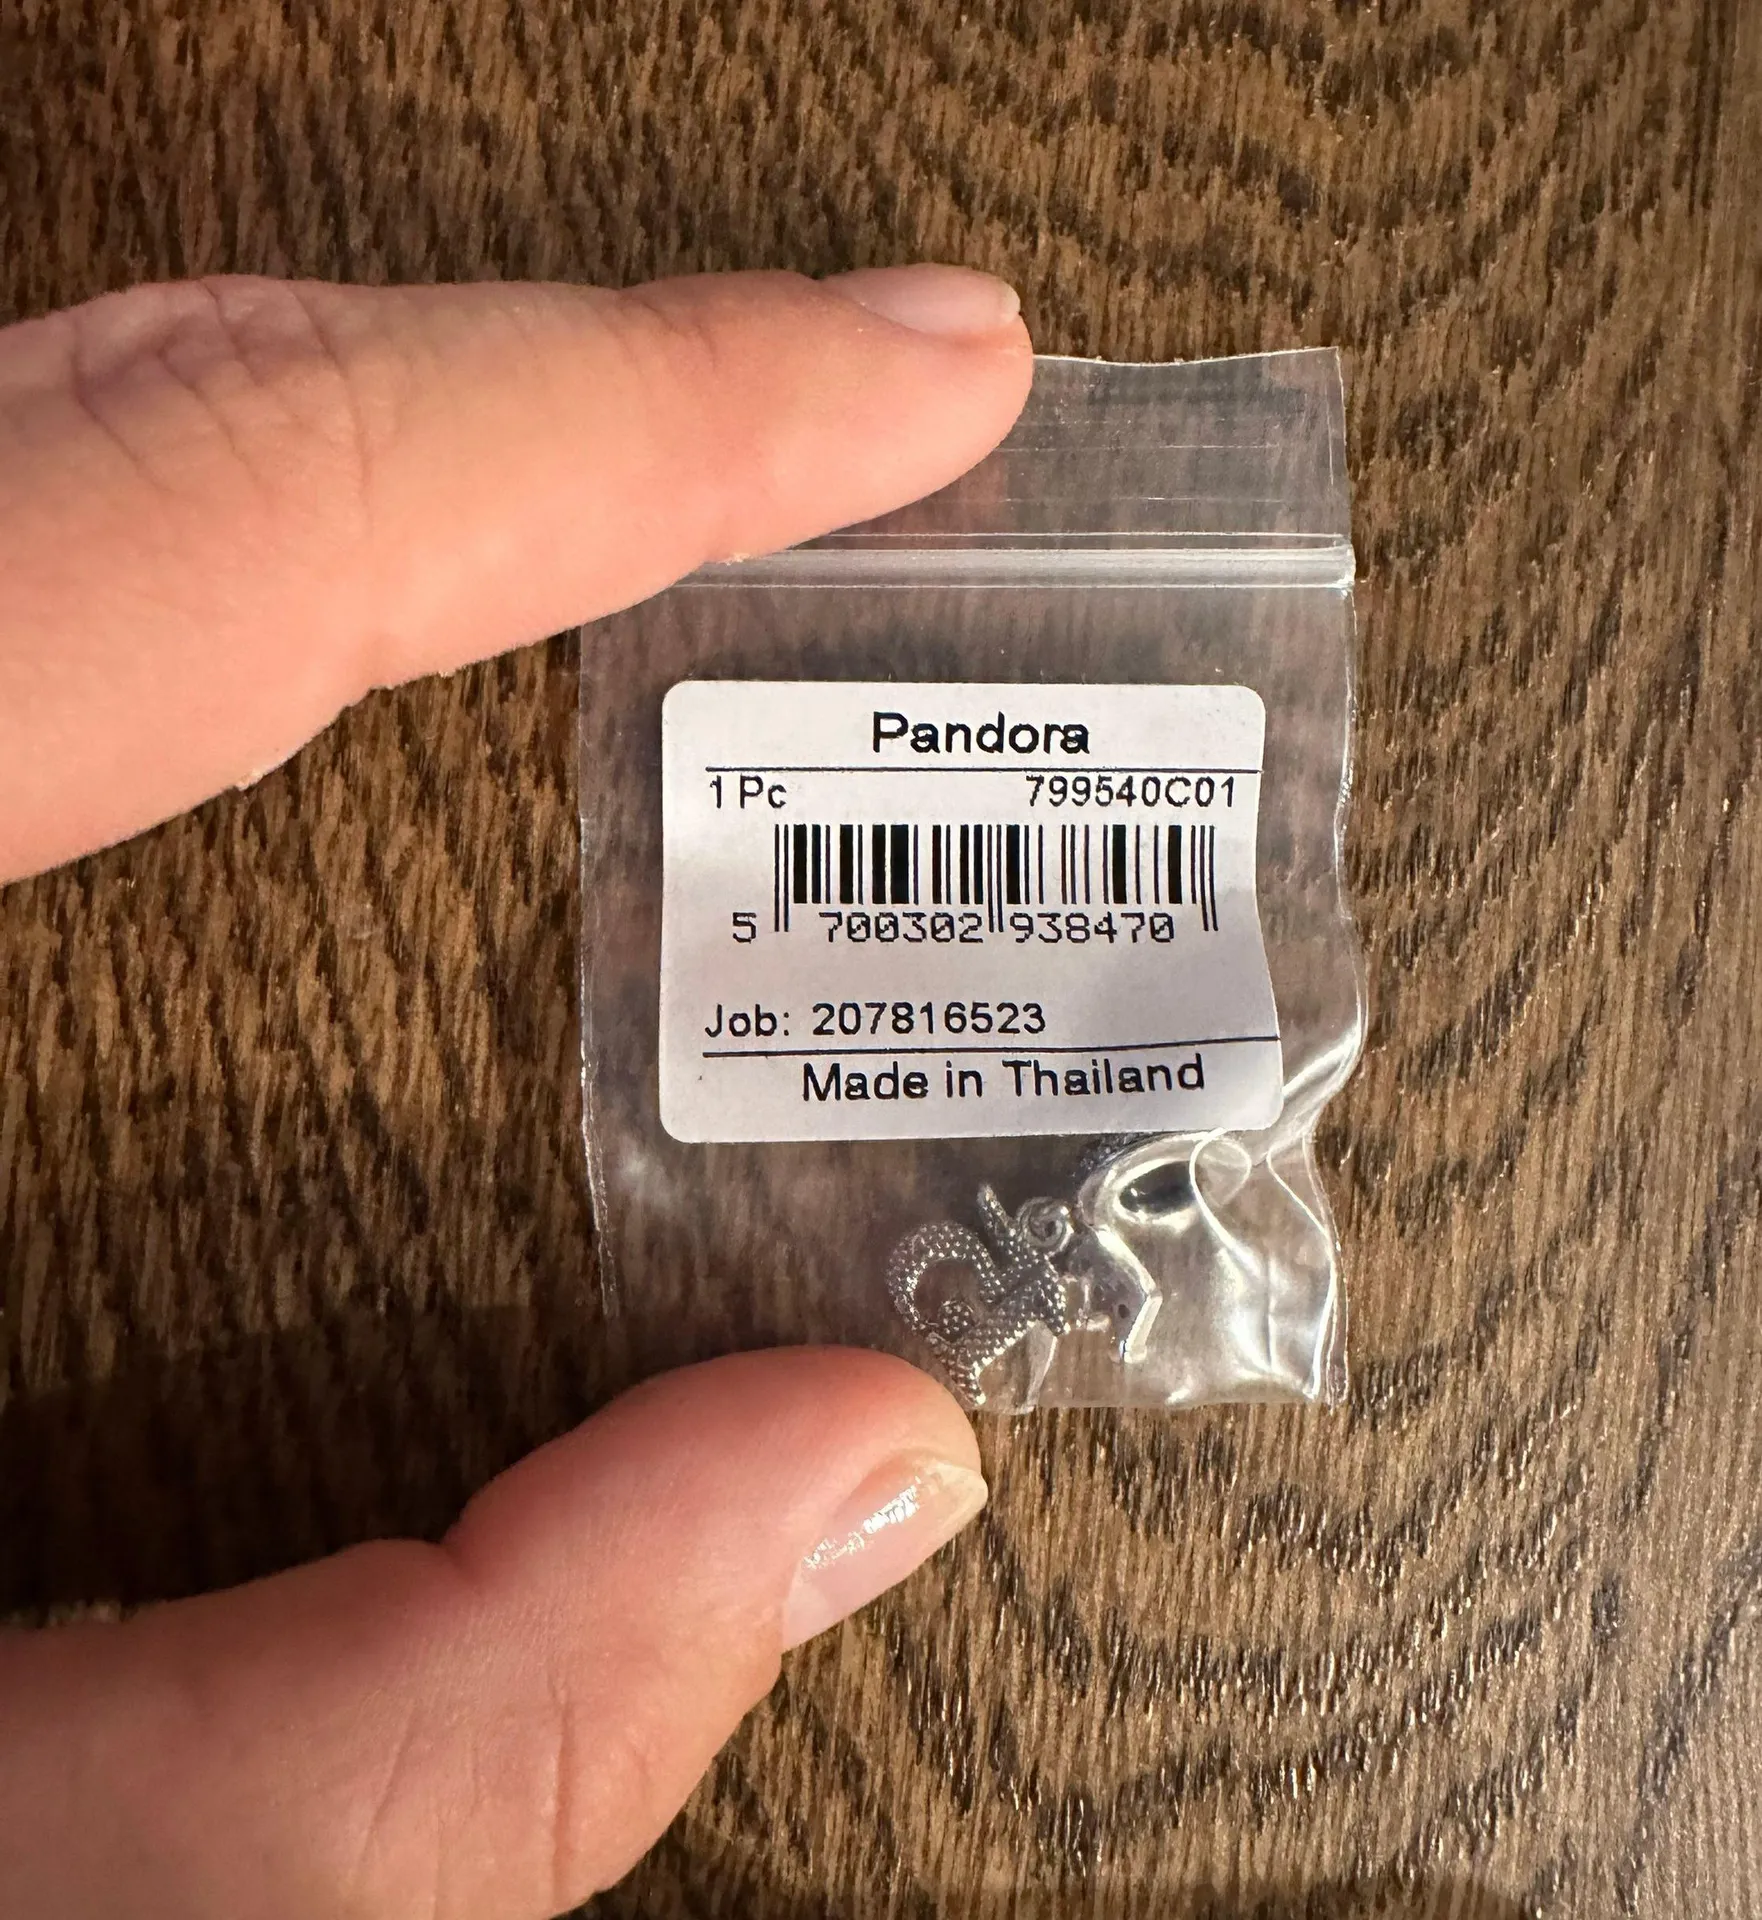 Pandora
1 Pc 799540C01
5 700302 938470
Job: 207816523
Made in Thailand